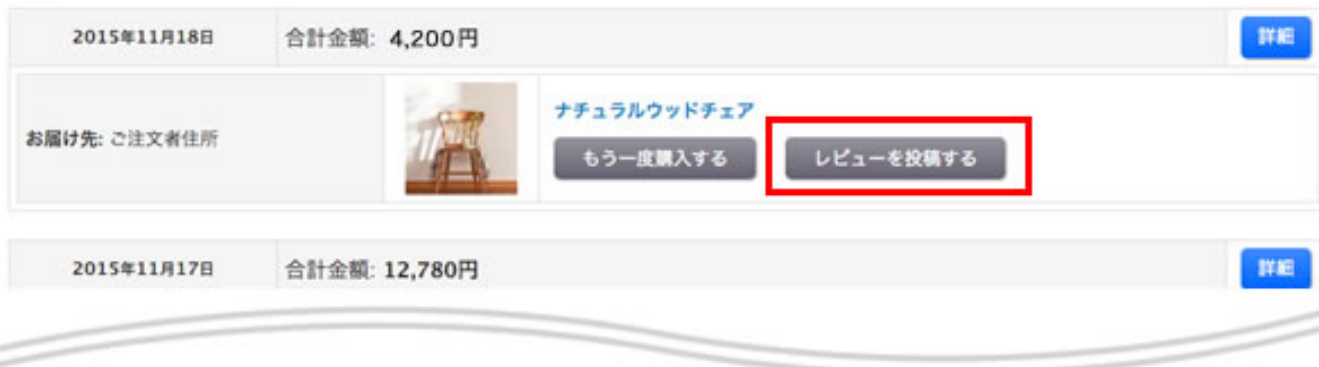 2015年11月18日 合計金額: 4,200円 詳細
お届け先: ご注文者住所
ナチュラルウッドチェア
もう一度購入する レビューを投稿する
2015年11月17日 合計金額: 12,780円 詳細